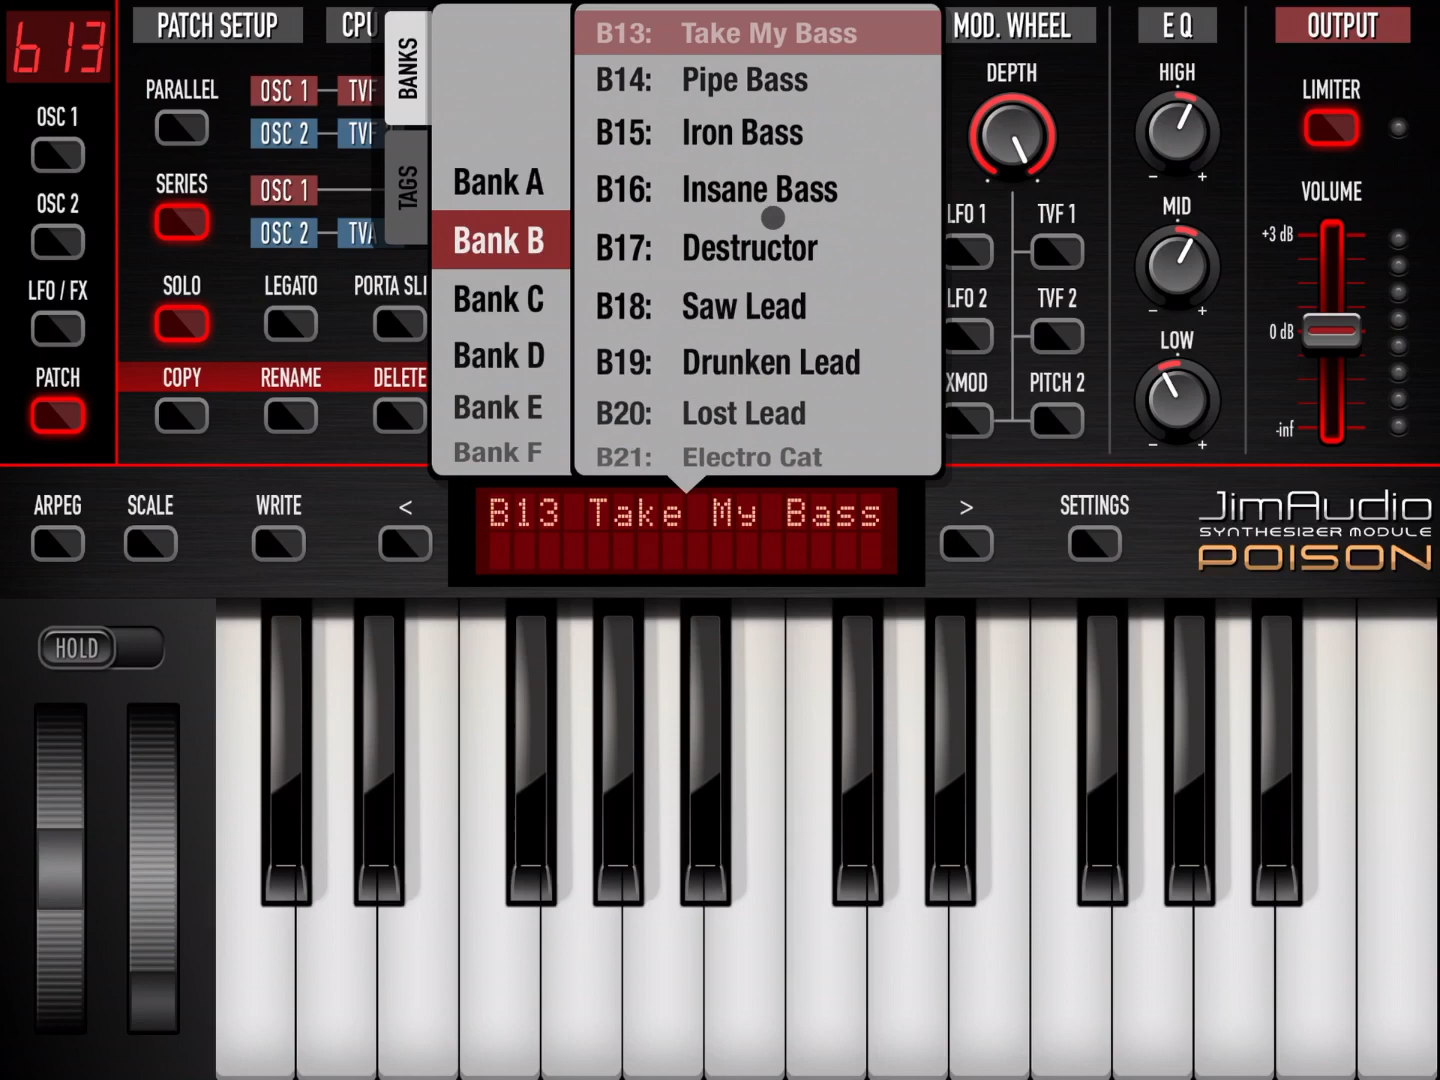 b13
PATCH SETUP
CPU
BANKS
TAGS
Bank A
Bank B
Bank C
Bank D
Bank E
Bank F
B13: Take My Bass
B14: Pipe Bass
B15: Iron Bass
B16: Insane Bass
B17: Destructor
B18: Saw Lead
B19: Drunken Lead
B20: Lost Lead
B21: Electro Cat
MOD. WHEEL
EQ
OUTPUT
OSC 1
OSC 2
LFO / FX
PATCH
PARALLEL
OSC 1
TVF
OSC 2
TVF
SERIES
OSC 1
OSC 2
TVA
SOLO
LEGATO
PORTA SLI
COPY
RENAME
DELETE
DEPTH
LFO 1
TVF 1
LFO 2
TVF 2
XMOD
PITCH 2
HIGH
- +
MID
- +
LOW
- +
LIMITER
VOLUME
+3 dB
0 dB
-inf
ARPEG
SCALE
WRITE
<
B13 Take My Bass
>
SETTINGS
JimAudio
SYNTHESIZER MODULE
POISON
HOLD